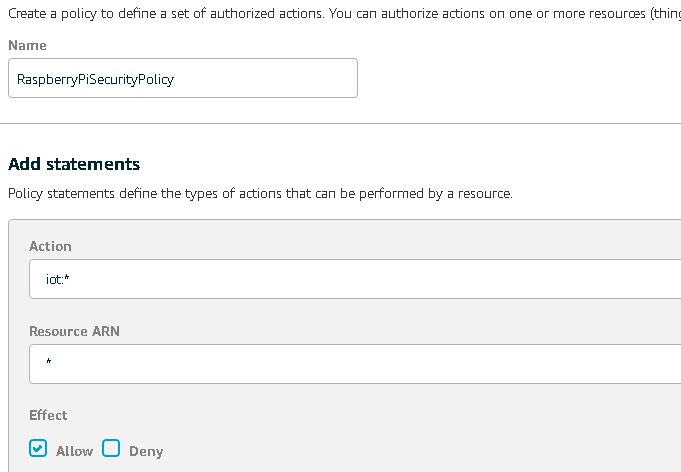 Create a policy to define a set of authorized actions. You can authorize actions on one or more resources (thing
Name
RaspberryPiSecurityPolicy
Add statements
Policy statements define the types of actions that can be performed by a resource.
Action
iot:*
Resource ARN
*
Effect
Allow Deny